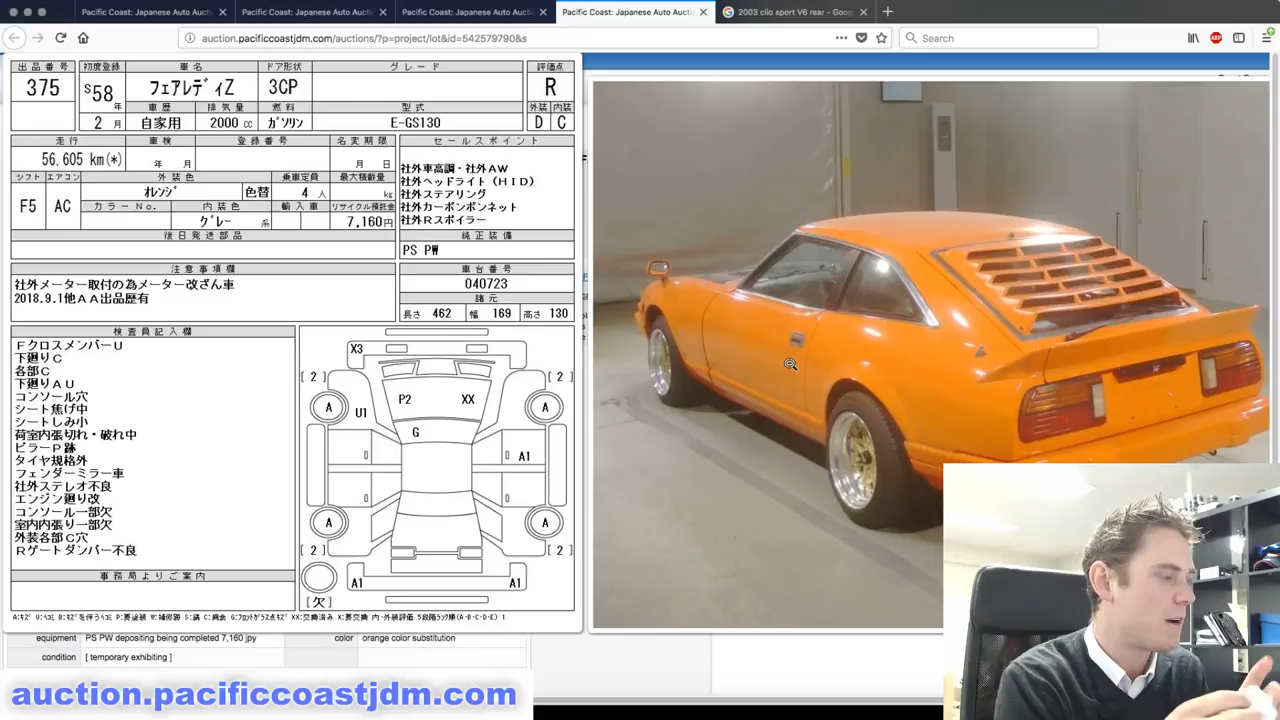 Pacific Coast: Japanese Auto Auct
Pacific Coast: Japanese Auto Auct
Pacific Coast: Japanese Auto Auct
Pacific Coast: Japanese Auto Auct
2003 clio sport V6 rear - Googl
auction.pacificcoastjdm.com/auctions/?p=project/lot&id=542579790&s
Search
ABP
出品番号 初度登録 車名 ドア形状 グレード 評価点
375 S58年 フェアレディZ 3CP R
車歴 排気量 燃料 型式 外装 内装
2月 自家用 2000 cc ガソリン E-GS130 D C
走行 車検 登録番号 名変期限 セールスポイント
56,605 km(*) 年 月 月 日
社外車高調・社外AW
シフト エアコン 外装色 乗車定員 最大積載量
社外ヘッドライト(HID)
F5 AC オレンジ 色替 4 人 kg
社外ステアリング
カラーNo. 内装色 輸入車 リサイクル預託金
社外カーボンボンネット
グレー 系 7,160円
社外Rスポイラー
後日発送部品 純正装備
PS PW
注意事項欄 車台番号
社外メーター取付の為メーター改ざん車
040723
2018.9.1他AA出品歴有
諸元
長さ 462 幅 169 高さ 130
検査員記入欄
FクロスメンバーU
下廻りC
各部C
下廻りAU
コンソール穴
シート焦げ中
シートしみ小
荷室内張切れ・破れ中
ピラーP跡
タイヤ規格外
フェンダーミラー車
社外ステレオ不良
エンジン廻り改
コンソール一部欠
室内内張り一部欠
外装各部C穴
Rゲートダンパー不良
事務局よりご案内
X3
[ 2 ] [ 2 ]
A U1 P2 XX A
G
A1
A A
[ 2 ] [ 2 ]
A1 A1
[欠]
equipment PS PW depositing being completed 7,160 jpy color orange color substitution
condition [ temporary exhibiting ]
auction.pacificcoastjdm.com